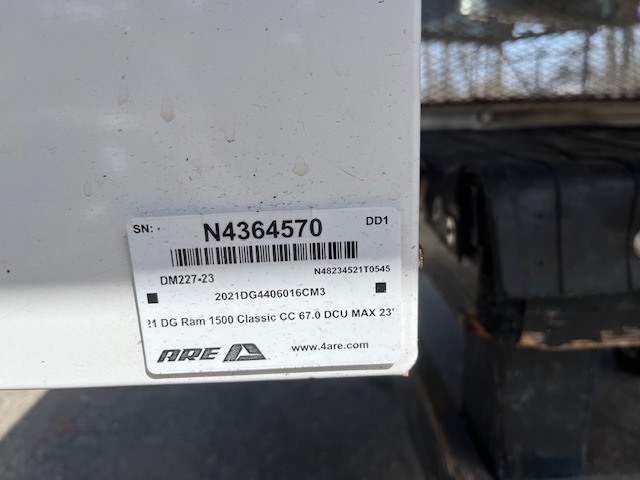 SN: N4364570 DD1
DM227-23 N48234521T0545
2021DG4406016CM3
21 DG Ram 1500 Classic CC 67.0 DCU MAX 23'
ARE www.4are.com